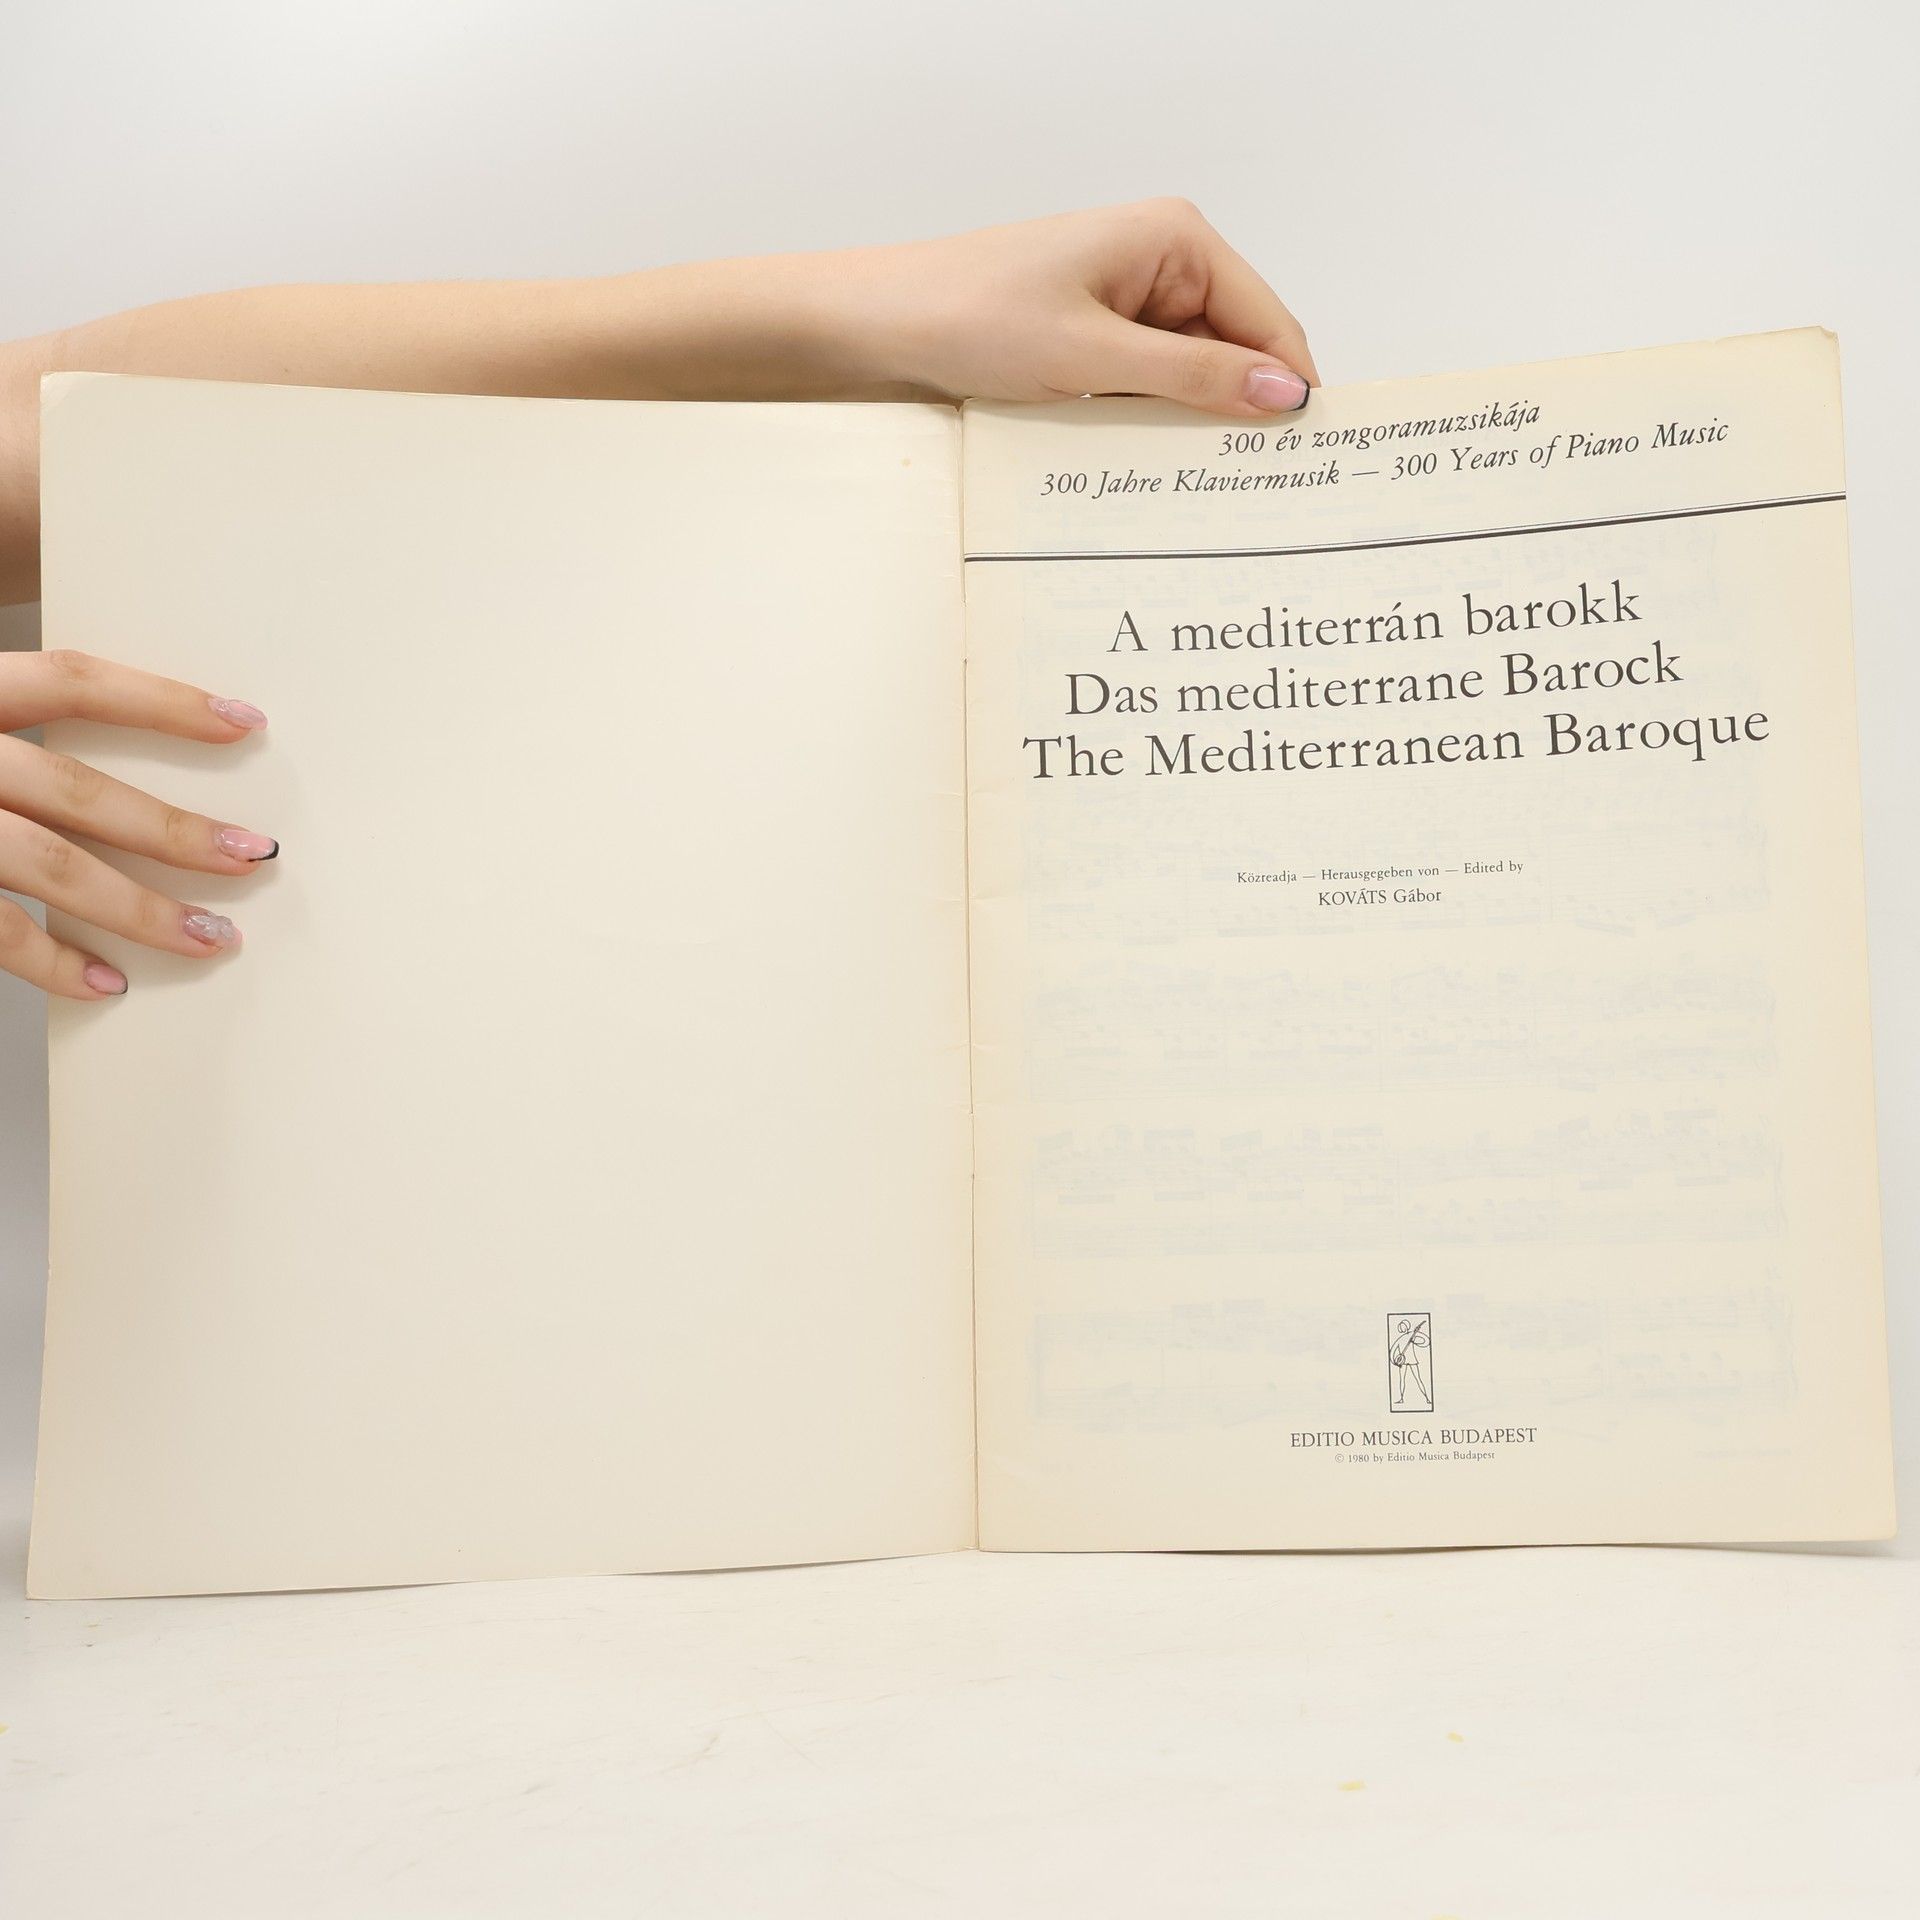 300 év zongoramuzsikája
300 Jahre Klaviermusik — 300 Years of Piano Music
A mediterrán barokk
Das mediterrane Barock
The Mediterranean Baroque
Közreadja — Herausgegeben von — Edited by
KOVÁTS Gábor
EDITIO MUSICA BUDAPEST
© 1980 by Editio Musica Budapest